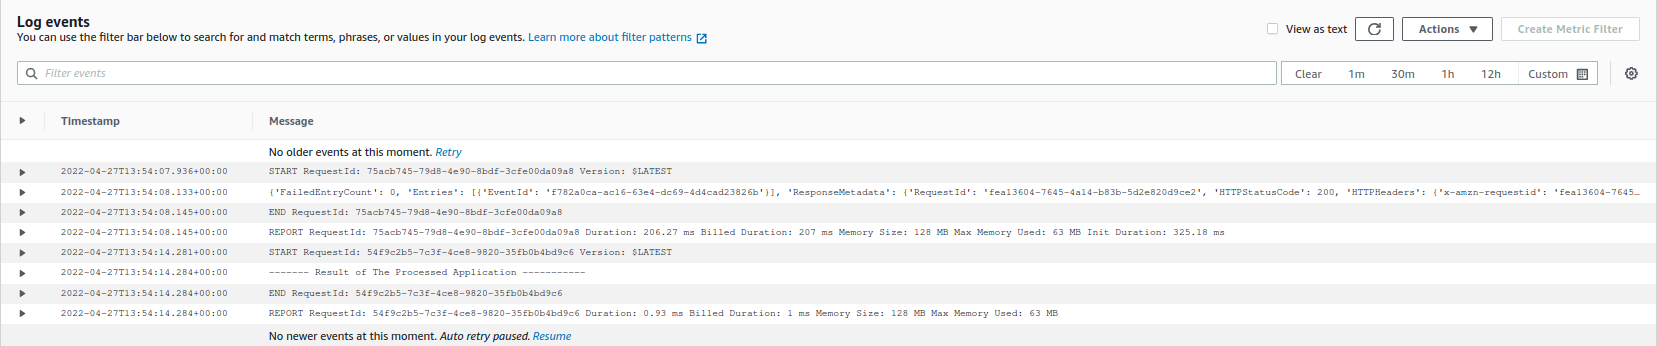 Log events
You can use the filter bar below to search for and match terms, phrases, or values in your log events. Learn more about filter patterns
View as text
Actions
Create Metric Filter
Filter events
Clear 1m 30m 1h 12h Custom
Timestamp Message
No older events at this moment. Retry
2022-04-27T13:54:07.936+00:00 START RequestId: 75acb745-79d8-4e90-8bdf-3cfe00da09a8 Version: $LATEST
2022-04-27T13:54:08.133+00:00 {'FailedEntryCount': 0, 'Entries': [{'EventId': 'f782a0ca-ac16-63e4-dc69-4d4cad23826b'}], 'ResponseMetadata': {'RequestId': 'fea13604-7645-4a14-b83b-5d2e820d9ce2', 'HTTPStatusCode': 200, 'HTTPHeaders': {'x-amzn-requestid': 'fea13604-7645…
2022-04-27T13:54:08.145+00:00 END RequestId: 75acb745-79d8-4e90-8bdf-3cfe00da09a8
2022-04-27T13:54:08.145+00:00 REPORT RequestId: 75acb745-79d8-4e90-8bdf-3cfe00da09a8 Duration: 206.27 ms Billed Duration: 207 ms Memory Size: 128 MB Max Memory Used: 63 MB Init Duration: 325.18 ms
2022-04-27T13:54:14.281+00:00 START RequestId: 54f9c2b5-7c3f-4ce8-9820-35fb0b4bd9c6 Version: $LATEST
2022-04-27T13:54:14.284+00:00 ------- Result of The Processed Application -----------
2022-04-27T13:54:14.284+00:00 END RequestId: 54f9c2b5-7c3f-4ce8-9820-35fb0b4bd9c6
2022-04-27T13:54:14.284+00:00 REPORT RequestId: 54f9c2b5-7c3f-4ce8-9820-35fb0b4bd9c6 Duration: 0.93 ms Billed Duration: 1 ms Memory Size: 128 MB Max Memory Used: 63 MB
No newer events at this moment. Auto retry paused. Resume